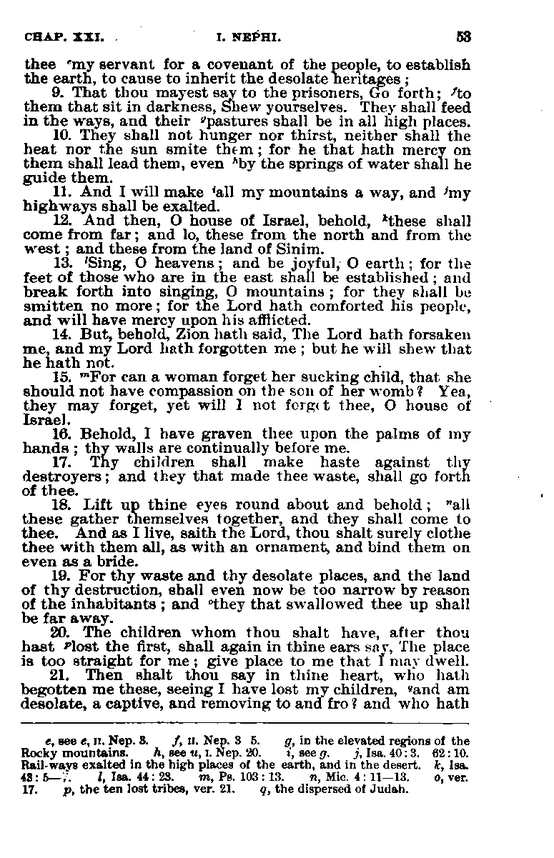 CHAP. XXI. I. NEPHI. 53
thee ᵉmy servant for a covenant of the people, to establish
the earth, to cause to inherit the desolate heritages ;
9. That thou mayest say to the prisoners, Go forth; ᶠto
them that sit in darkness, Shew yourselves. They shall feed
in the ways, and their ᵍpastures shall be in all high places.
10. They shall not hunger nor thirst, neither shall the
heat nor the sun smite them ; for he that hath mercy on
them shall lead them, even ʰby the springs of water shall he
guide them.
11. And I will make ⁱall my mountains a way, and ʲmy
highways shall be exalted.
12. And then, O house of Israel, behold, ᵏthese shall
come from far ; and lo, these from the north and from the
west ; and these from the land of Sinim.
13. ˡSing, O heavens ; and be joyful, O earth ; for the
feet of those who are in the east shall be established ; and
break forth into singing, O mountains ; for they shall be
smitten no more ; for the Lord hath comforted his people,
and will have mercy upon his afflicted.
14. But, behold, Zion hath said, The Lord hath forsaken
me, and my Lord hath forgotten me ; but he will shew that
he hath not.
15. ᵐFor can a woman forget her sucking child, that she
should not have compassion on the son of her womb? Yea,
they may forget, yet will I not forget thee, O house of
Israel.
16. Behold, I have graven thee upon the palms of my
hands ; thy walls are continually before me.
17. Thy children shall make haste against thy
destroyers ; and they that made thee waste, shall go forth
of thee.
18. Lift up thine eyes round about and behold ; ⁿall
these gather themselves together, and they shall come to
thee. And as I live, saith the Lord, thou shalt surely clothe
thee with them all, as with an ornament, and bind them on
even as a bride.
19. For thy waste and thy desolate places, and the land
of thy destruction, shall even now be too narrow by reason
of the inhabitants ; and ᵒthey that swallowed thee up shall
be far away.
20. The children whom thou shalt have, after thou
hast ᵖlost the first, shall again in thine ears say, The place
is too straight for me ; give place to me that I may dwell.
21. Then shalt thou say in thine heart, who hath
begotten me these, seeing I have lost my children, ᑫand am
desolate, a captive, and removing to and fro ? and who hath
e, see e, II. Nep. 3. f, II. Nep. 3 5. g, in the elevated regions of the
Rocky mountains. h, see u, I. Nep. 20. i, see g. j, Isa. 40: 3. 62: 10.
Rail-ways exalted in the high places of the earth, and in the desert. k, Isa.
43: 5—7. l, Isa. 44: 23. m, Ps. 103: 13. n, Mic. 4: 11—13. o, ver.
17. p, the ten lost tribes, ver. 21. q, the dispersed of Judah.